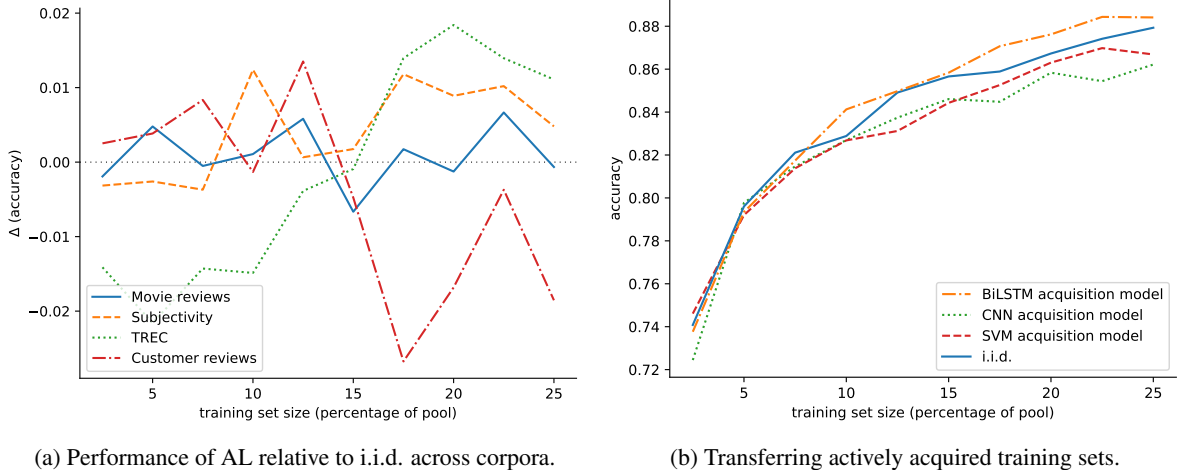 0.02
0.01
0.00
−0.01
−0.02
Δ (accuracy)
Movie reviews
Subjectivity
TREC
Customer reviews
5 10 15 20 25
training set size (percentage of pool)
(a) Performance of AL relative to i.i.d. across corpora.
0.88
0.86
0.84
0.82
0.80
0.78
0.76
0.74
0.72
accuracy
BiLSTM acquisition model
CNN acquisition model
SVM acquisition model
i.i.d.
5 10 15 20 25
training set size (percentage of pool)
(b) Transferring actively acquired training sets.